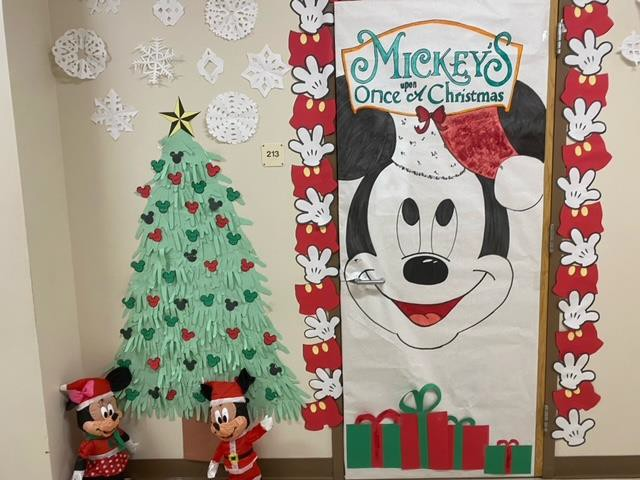 MICKEY'S
upon
Once A Christmas
213